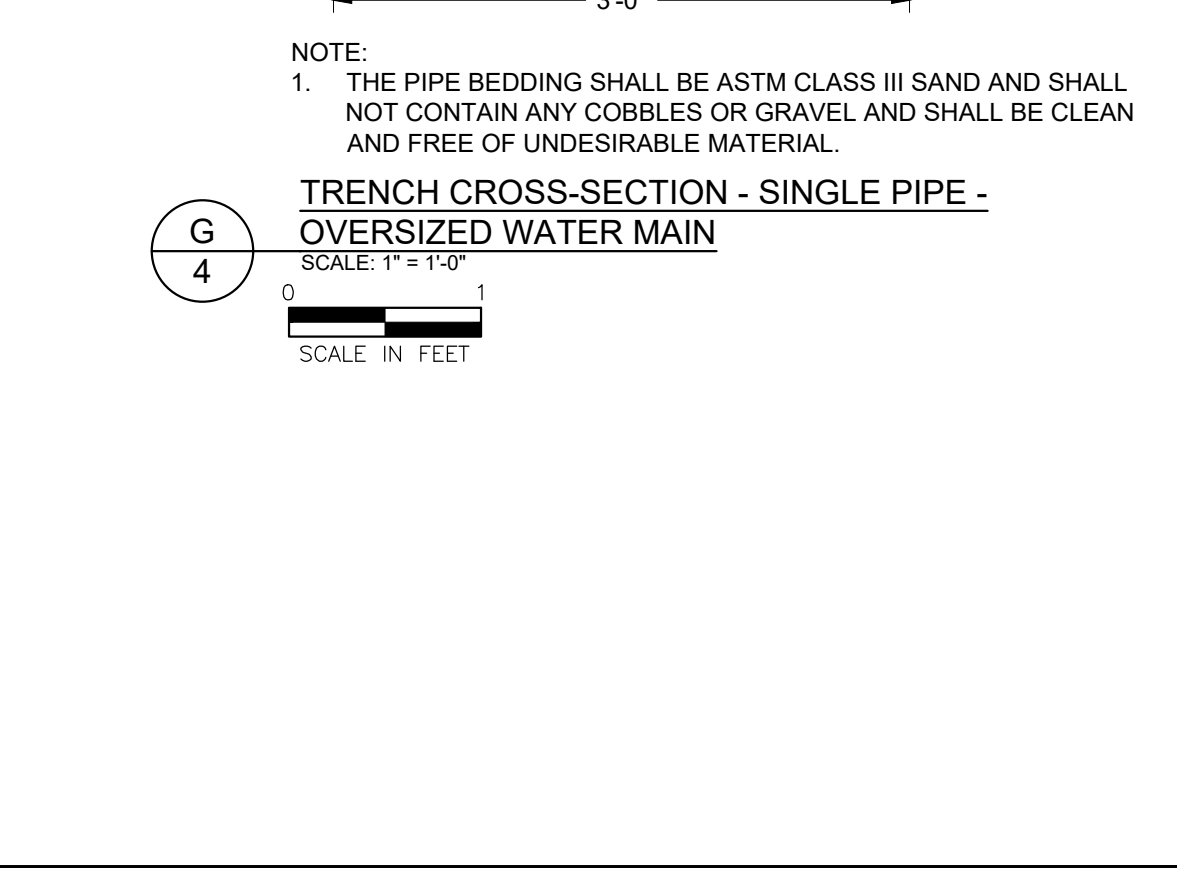 3'-0"
NOTE:
1. THE PIPE BEDDING SHALL BE ASTM CLASS III SAND AND SHALL
NOT CONTAIN ANY COBBLES OR GRAVEL AND SHALL BE CLEAN
AND FREE OF UNDESIRABLE MATERIAL.
TRENCH CROSS-SECTION - SINGLE PIPE -
OVERSIZED WATER MAIN
G
4
SCALE: 1" = 1'-0"
0 1
SCALE IN FEET